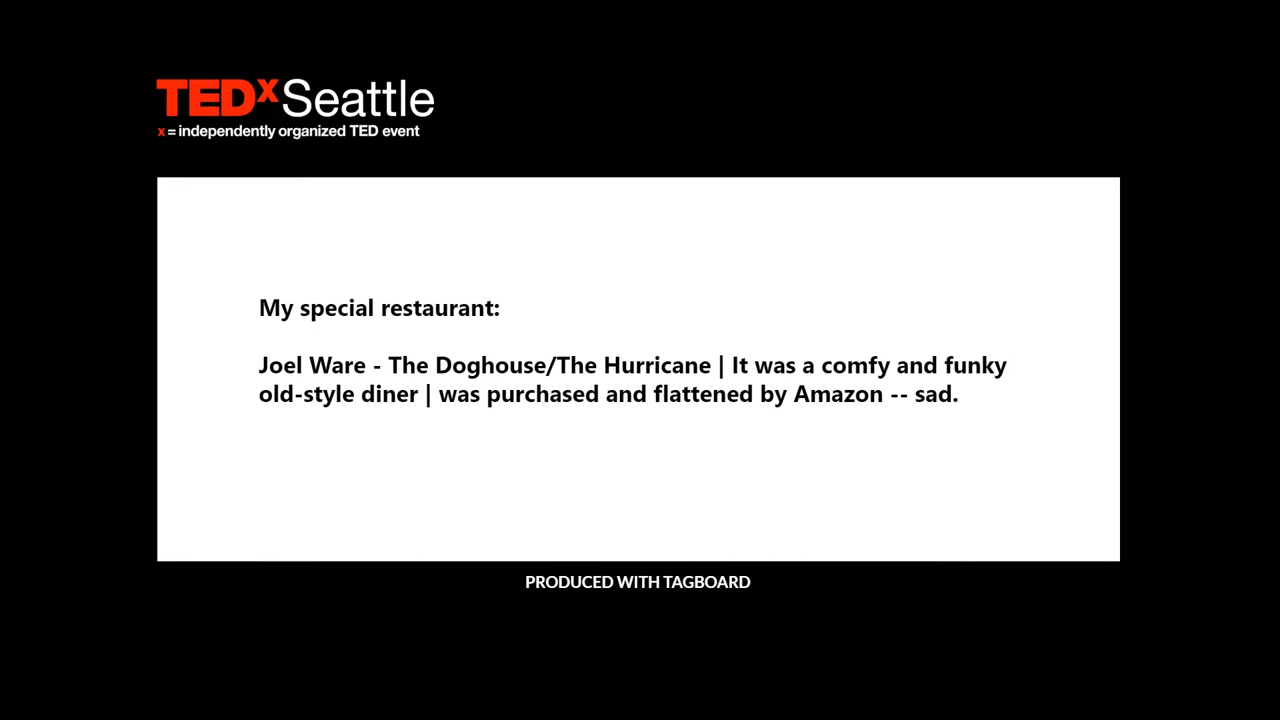 TEDxSeattle
x = independently organized TED event
My special restaurant:
Joel Ware - The Doghouse/The Hurricane | It was a comfy and funky
old-style diner | was purchased and flattened by Amazon -- sad.
PRODUCED WITH TAGBOARD